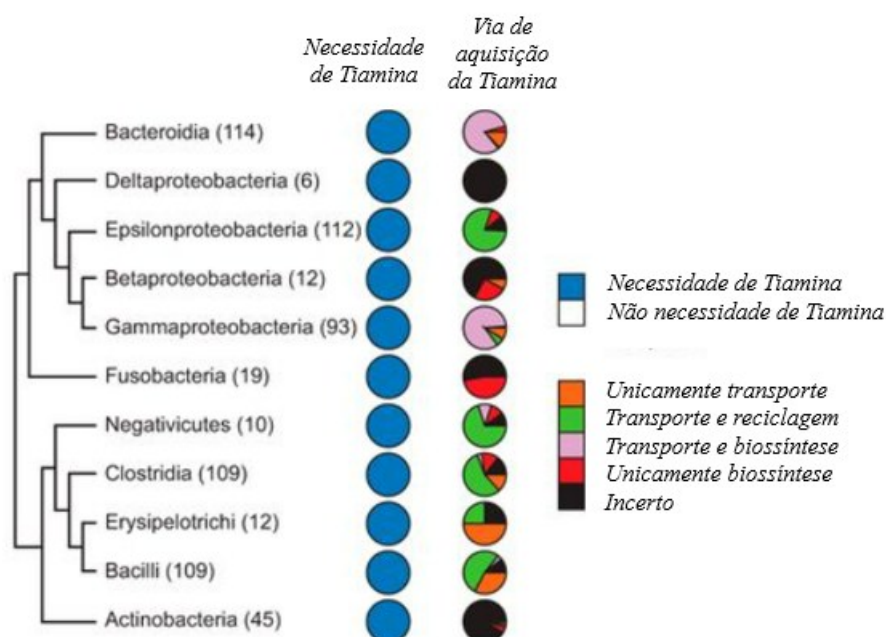 Necessidade
de Tiamina
Via de
aquisição
da Tiamina
Bacteroidia (114)
Deltaproteobacteria (6)
Epsilonproteobacteria (112)
Betaproteobacteria (12)
Gammaproteobacteria (93)
Fusobacteria (19)
Negativicutes (10)
Clostridia (109)
Erysipelotrichi (12)
Bacilli (109)
Actinobacteria (45)
Necessidade de Tiamina
Não necessidade de Tiamina
Unicamente transporte
Transporte e reciclagem
Transporte e biossíntese
Unicamente biossíntese
Incerto